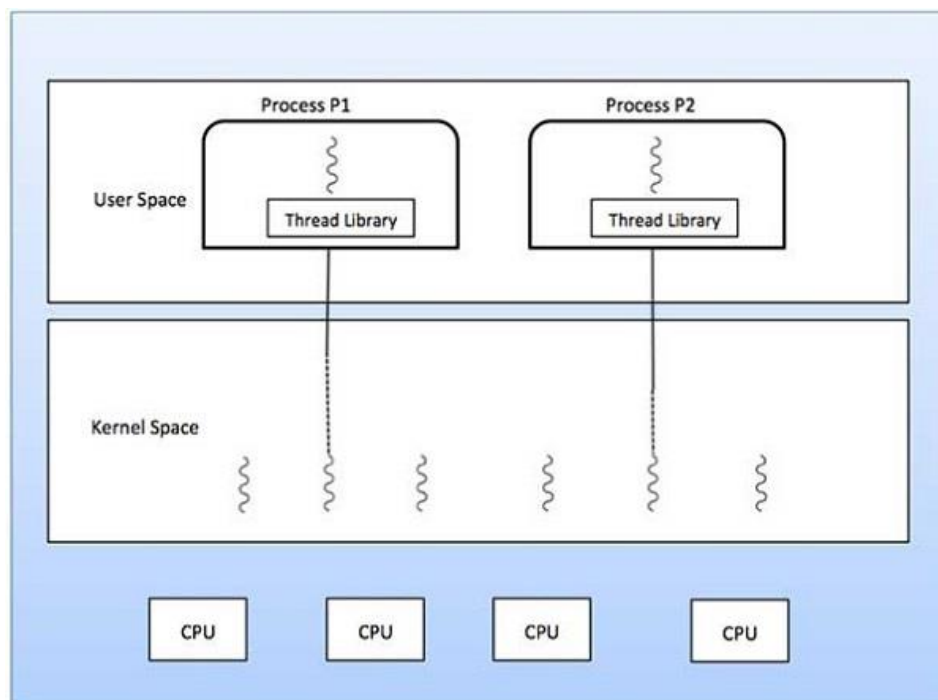 Process P1
Process P2
User Space
Thread Library
Thread Library
Kernel Space
CPU
CPU
CPU
CPU